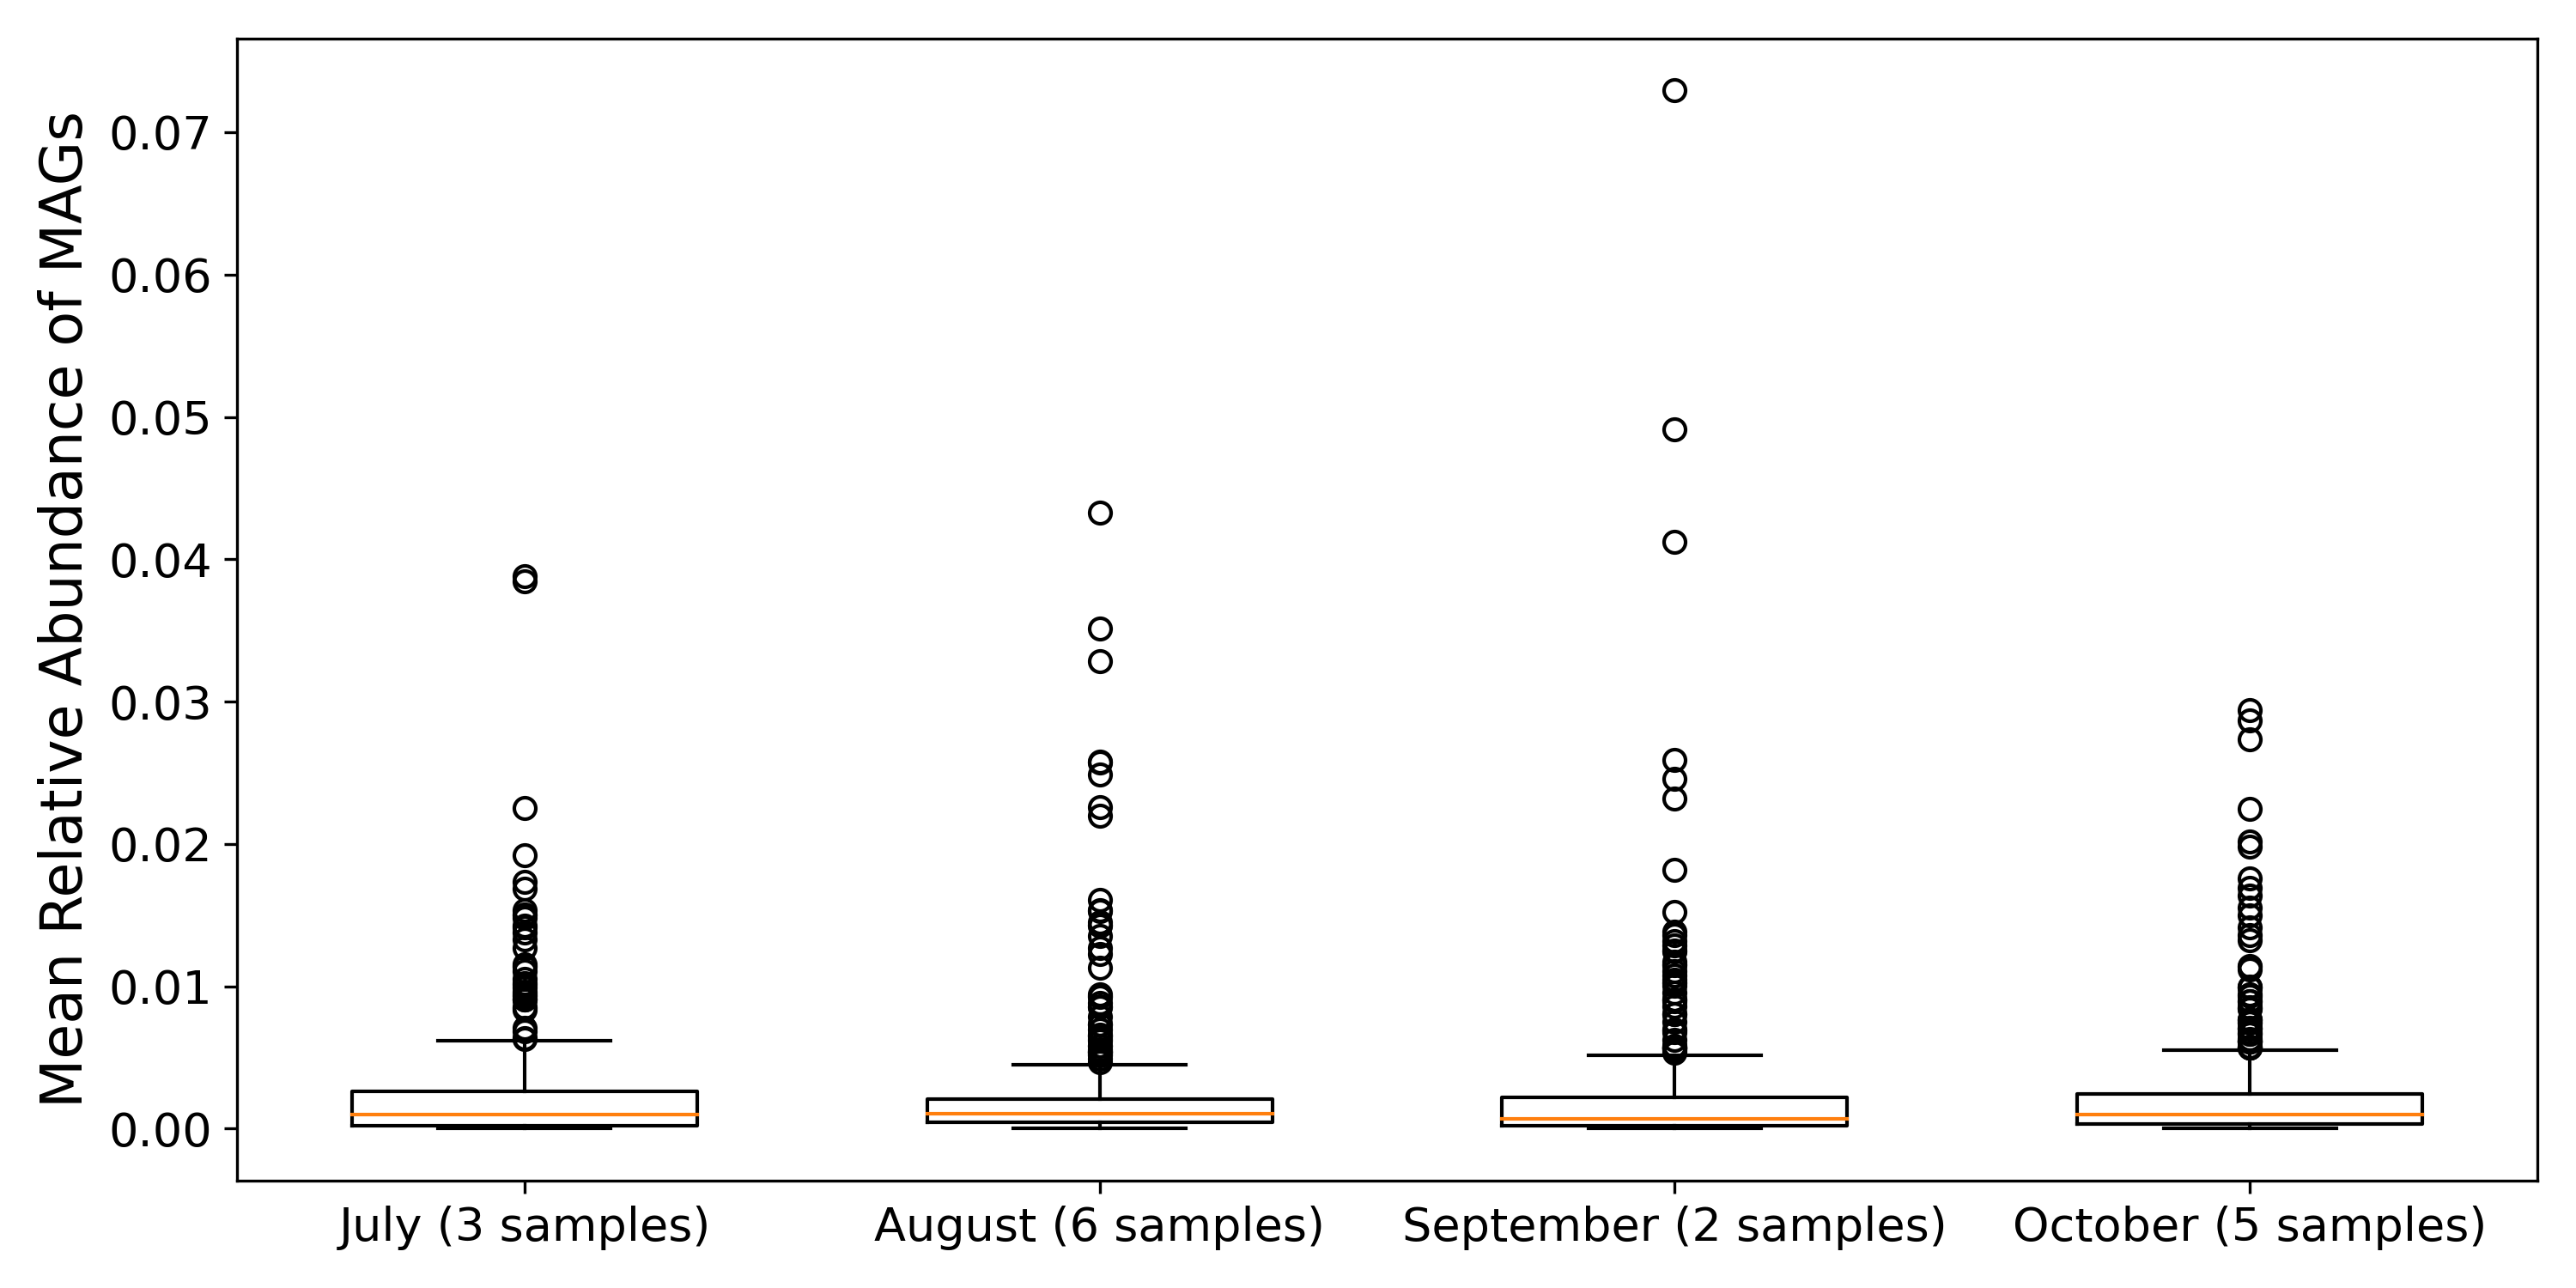 Mean Relative Abundance of MAGs
0.07
0.06
0.05
0.04
0.03
0.02
0.01
0.00
July (3 samples)
August (6 samples)
September (2 samples)
October (5 samples)